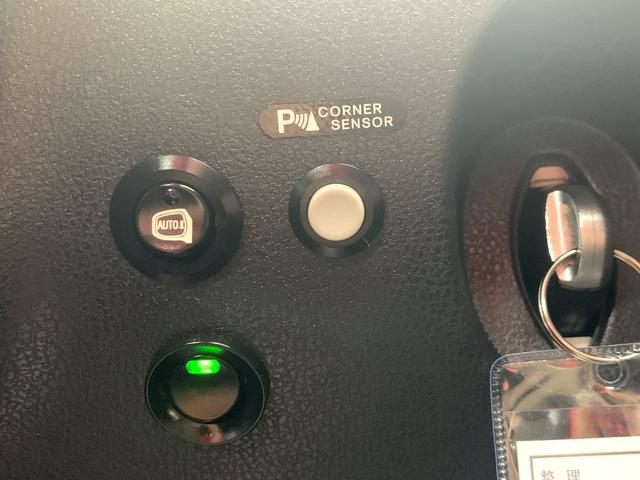 P CORNER
SENSOR
AUTO
整理